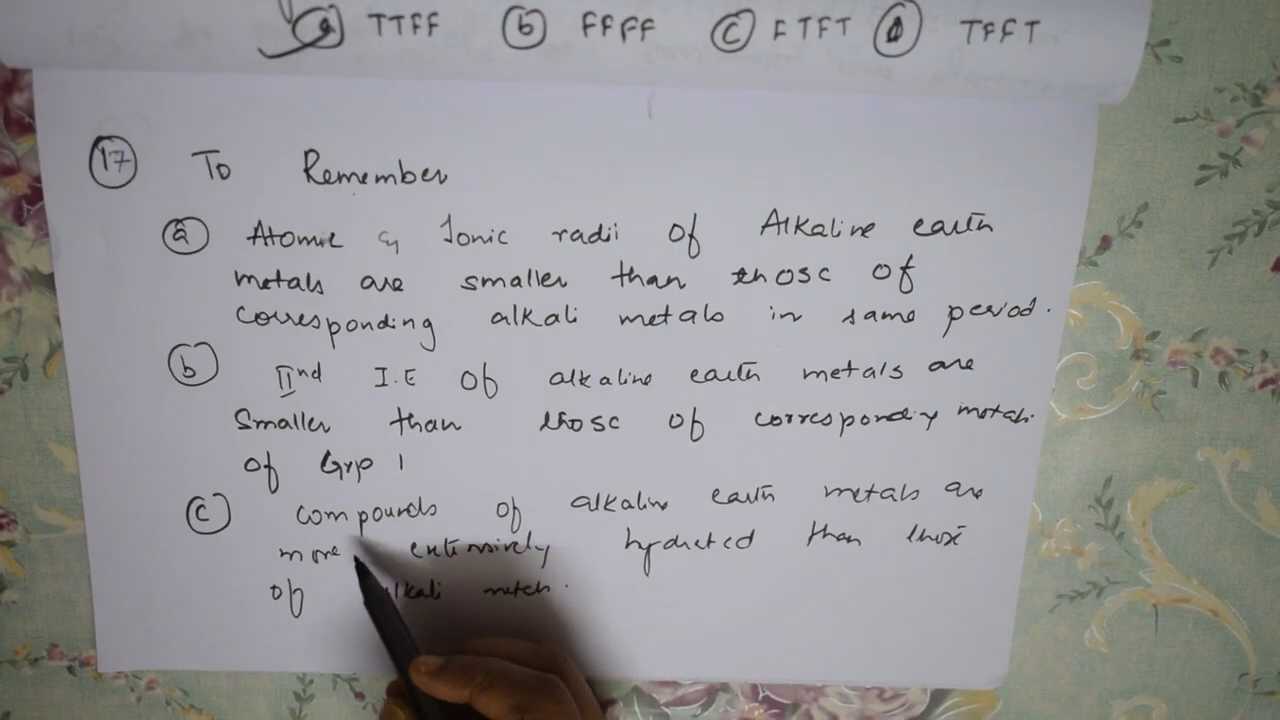 (a) TTFF (b) FFFF (c) FTFT (d) TFFT
(17) To Remember
(a) Atomic & Ionic radii of Alkaline earth
metals are smaller than those of
corresponding alkali metals in same period.
(b) IInd I.E of alkaline earth metals are
Smaller than those of corresponding metals.
of Grp 1
(c) compounds of alkaline earth metals are
more extensively hydrated than those
of alkali metals.